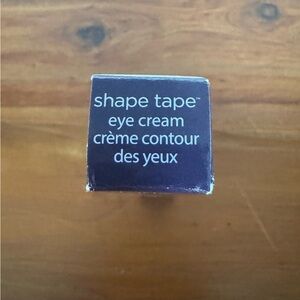 shape tape™
eye cream
crème contour
des yeux